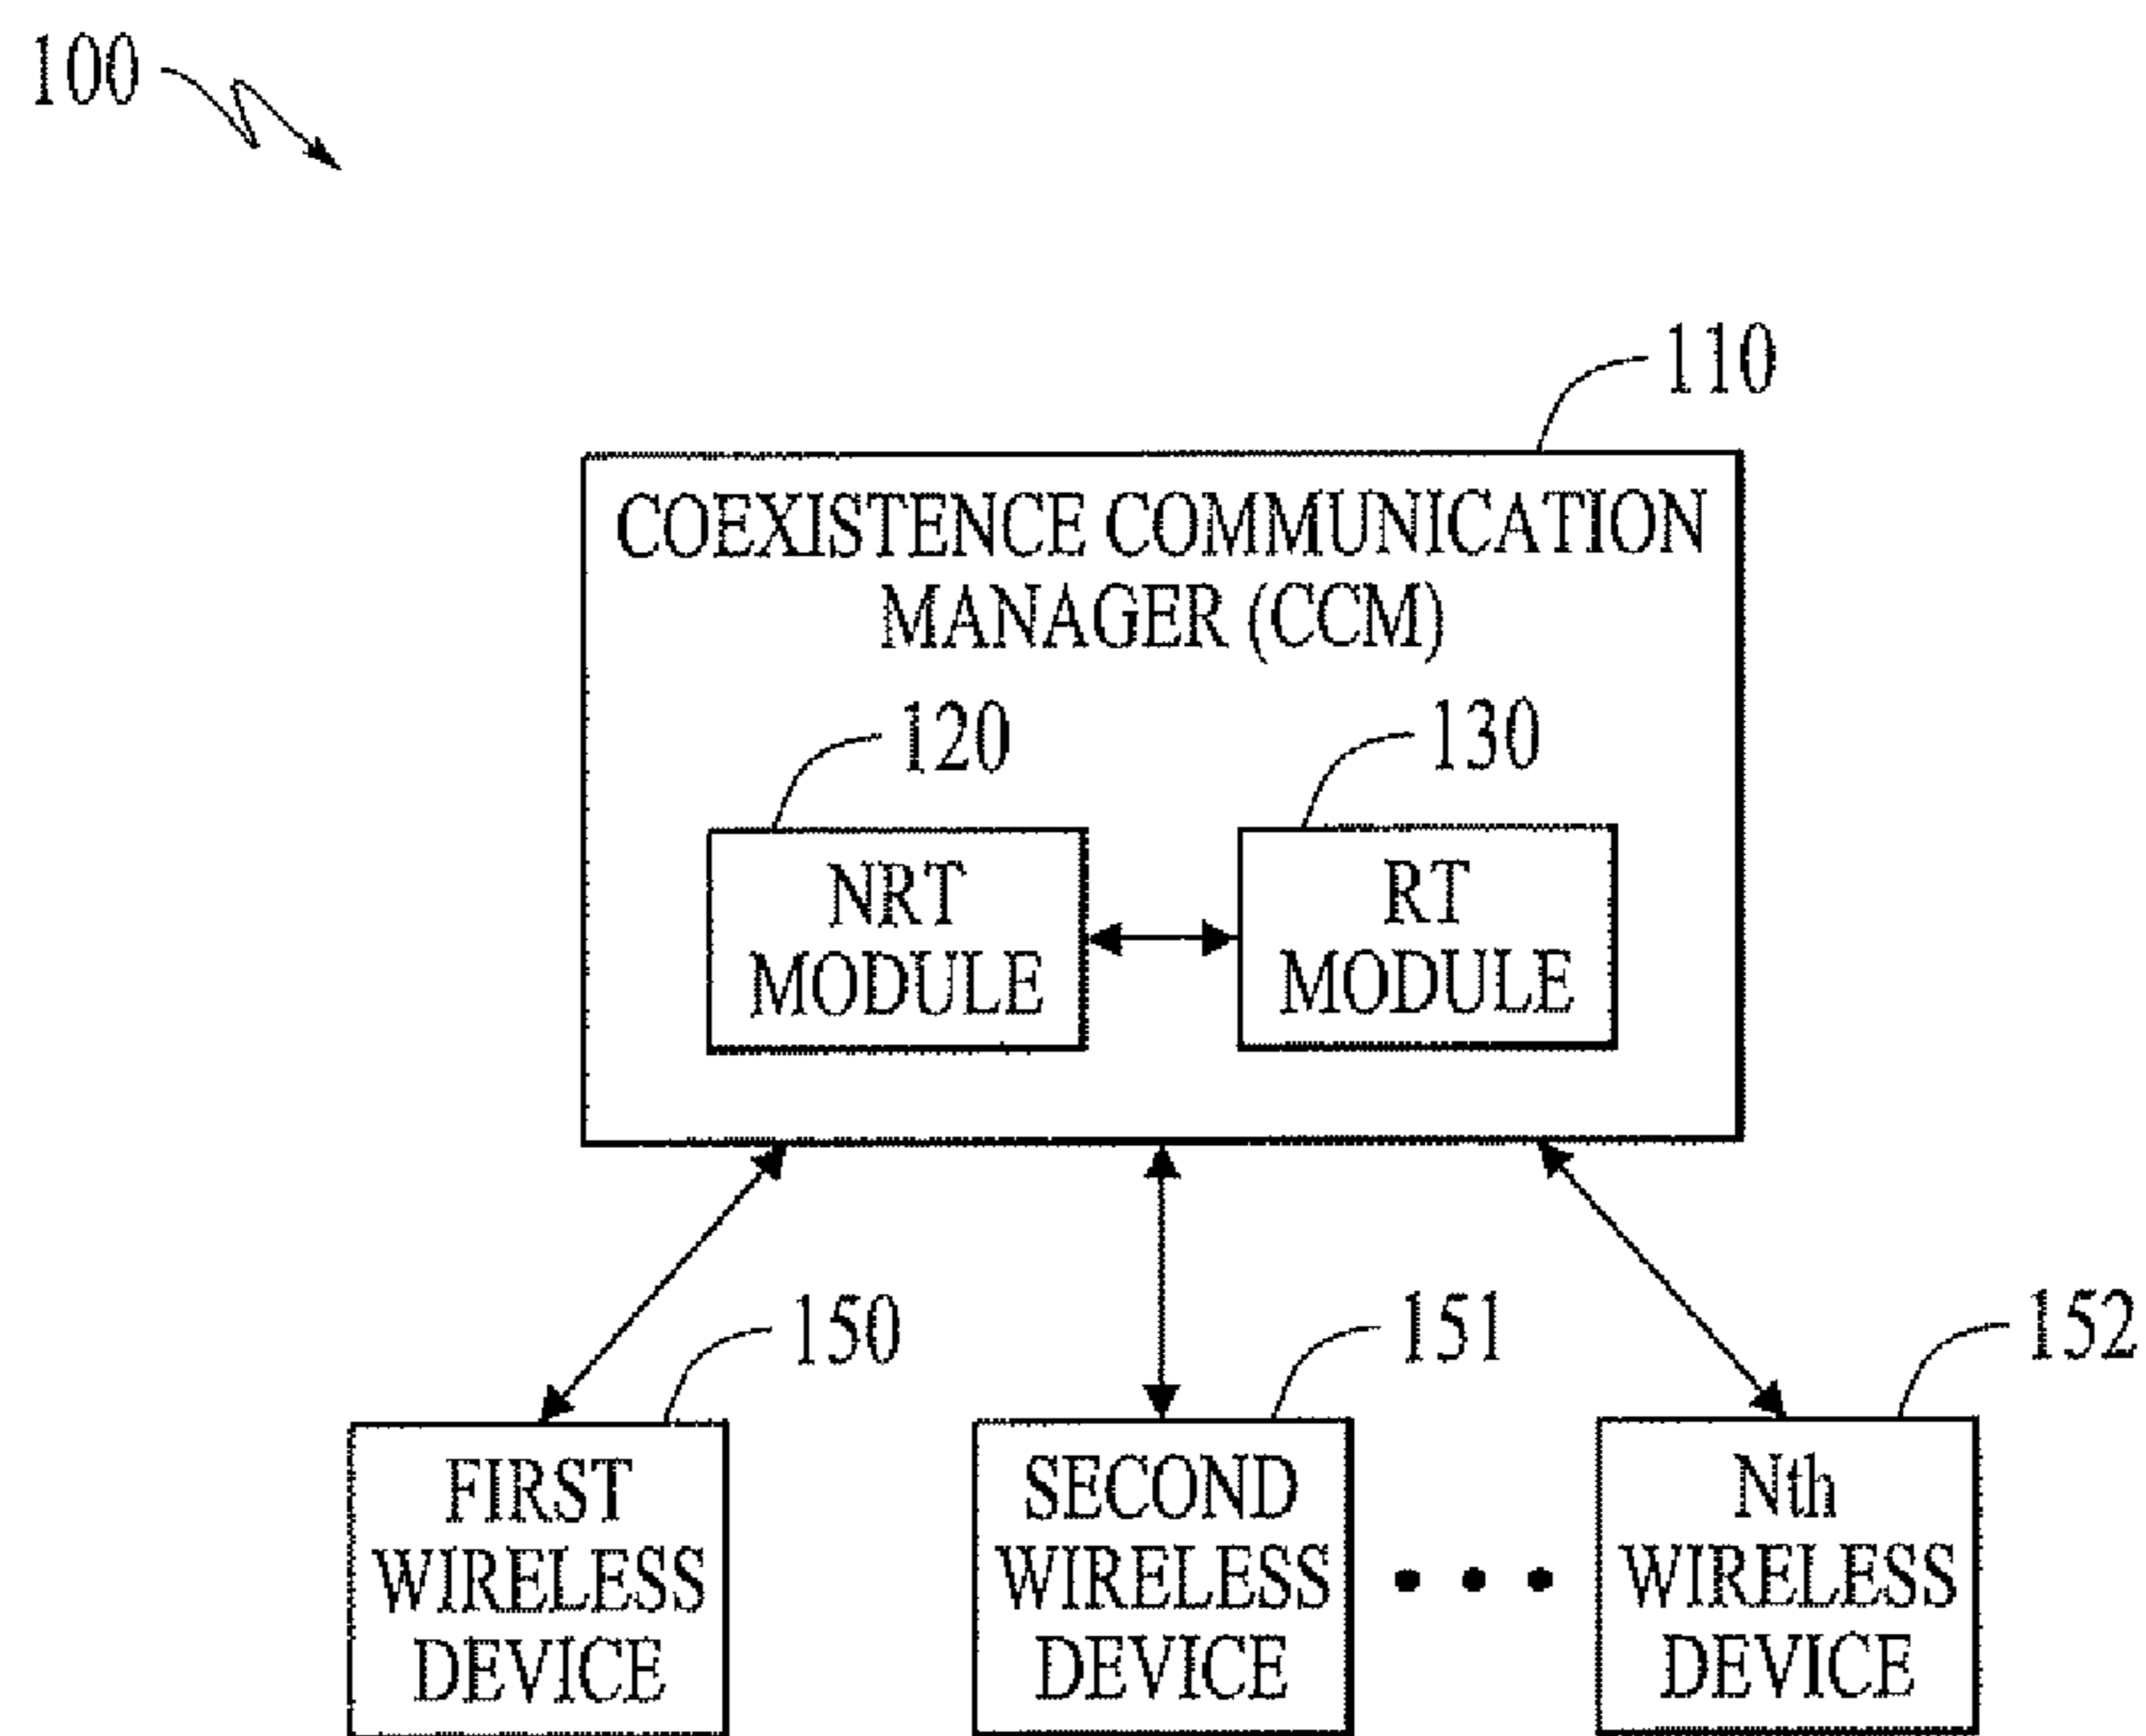 100
110
COEXISTENCE COMMUNICATION
MANAGER (CCM)
120
130
NRT
MODULE
RT
MODULE
150
151
152
FIRST
WIRELESS
DEVICE
SECOND
WIRELESS
DEVICE
Nth
WIRELESS
DEVICE